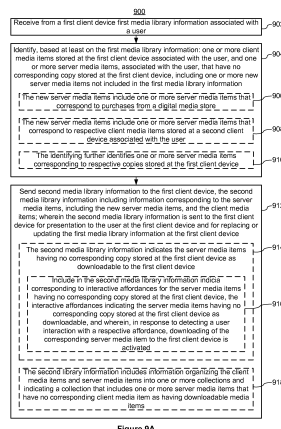 900
Receive from a first client device first media library information associated with
a user
902
Identify, based at least on the first media library information: one or more client
media items stored at the first client device associated with the user, and one
or more server media items, associated with the user, that have no
corresponding copy stored at the first client device, including one or more new
server media items not included in the first media library information
The new server media items include one or more server media items that
correspond to purchases from a digital media store
The new server media items include one or more server media items that
correspond to respective client media items stored at a second client
device associated with the user
The identifying further identifies one or more server media items
corresponding to respective copies stored at the first client device
Send second media library information to the first client device, the second
media library information including information corresponding to the server
media items, including the new server media items, and the client media
items; wherein the second media library information is sent to the first client
device for presentation to the user at the first client device and for replacing or
updating the first media library information at the first client device
The second media library information indicates the server media items
having no corresponding copy stored at the first client device as
downloadable to the first client device
Include in the second media library information indicia
corresponding to interactive affordances for the server media items
having no corresponding copy stored at the first client device, the
interactive affordances indicating the server media items having no
corresponding copy stored at the first client device as
downloadable, and wherein, in response to detecting a user
interaction with a respective affordance, downloading of the
corresponding server media item to the first client device is
activated
The second library information includes information organizing the client
media items and server media items into one or more collections and
indicating a collection that includes one or more server media items that
have no corresponding client media item as having downloadable media
items
Figure 9A